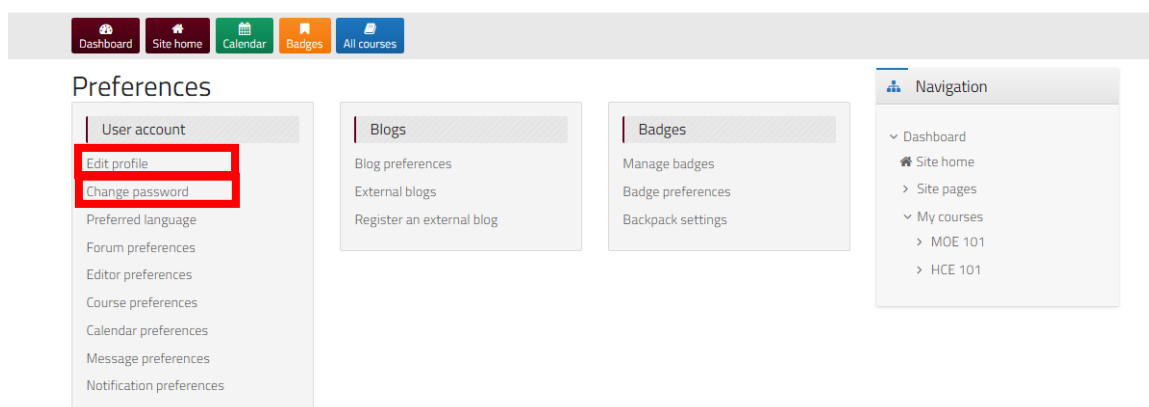 Dashboard
Site home
Calendar
Badges
All courses
Preferences
User account
Edit profile
Change password
Preferred language
Forum preferences
Editor preferences
Course preferences
Calendar preferences
Message preferences
Notification preferences
Blogs
Blog preferences
External blogs
Register an external blog
Badges
Manage badges
Badge preferences
Backpack settings
Navigation
Dashboard
Site home
Site pages
My courses
MOE 101
HCE 101